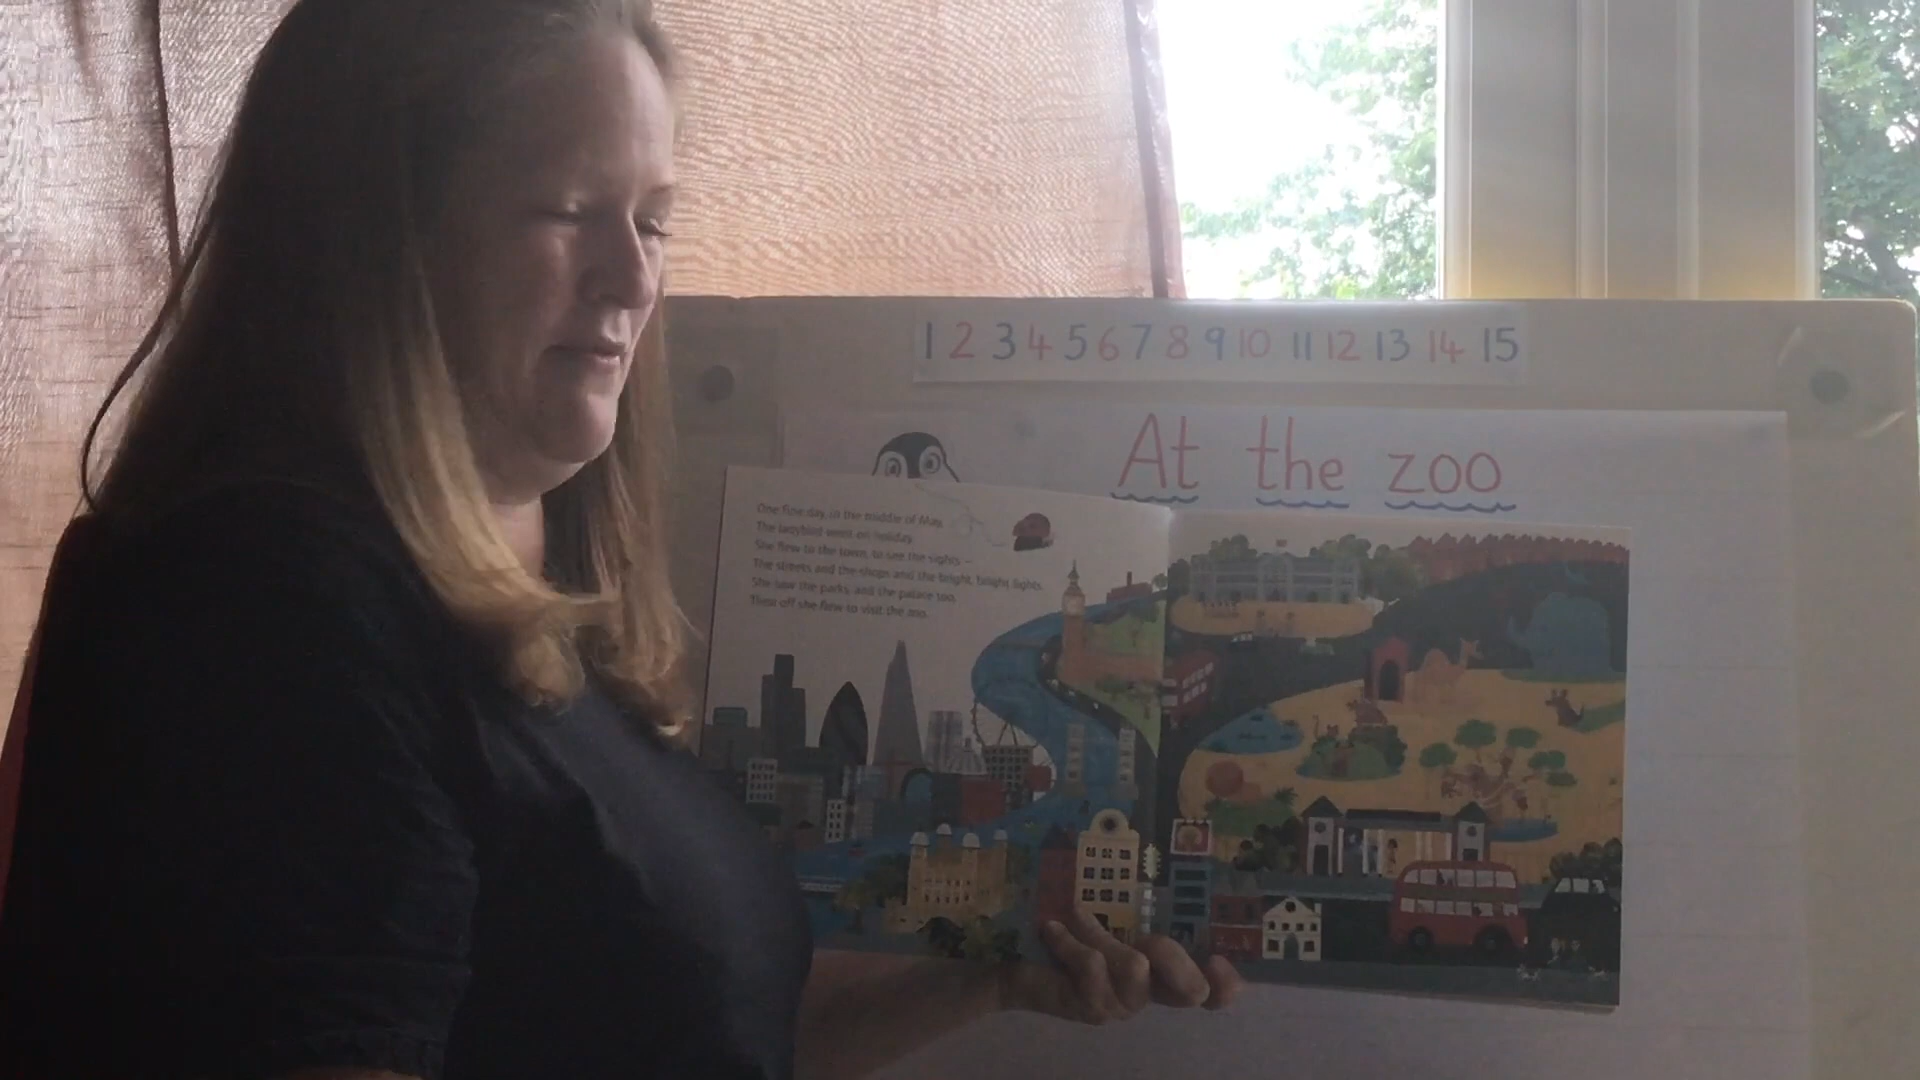 1 2 3 4 5 6 7 8 9 10 11 12 13 14 15
At the zoo
One fine day, in the middle of May,
The ladybird went on holiday.
She flew to the town, to see the sights –
The streets and the shops and the bright, bright lights.
She saw the parks, and the palace too,
Then off she flew to visit the zoo.